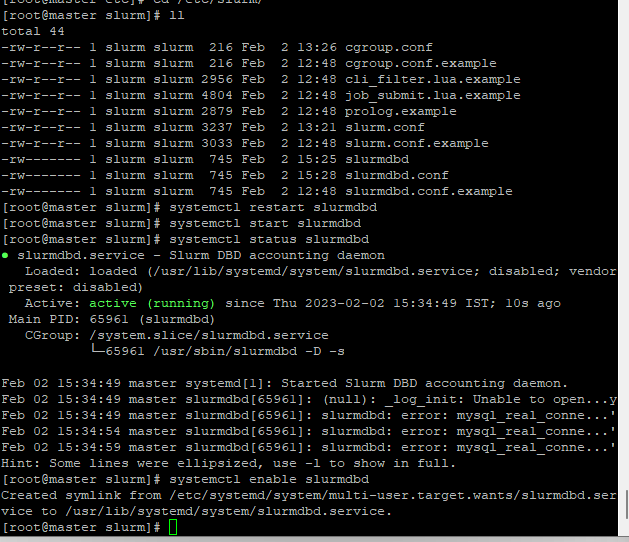 [root@master etc]# cd /etc/slurm/
[root@master slurm]# ll
total 44
-rw-r--r-- 1 slurm slurm  216 Feb  2 13:26 cgroup.conf
-rw-r--r-- 1 slurm slurm  216 Feb  2 12:48 cgroup.conf.example
-rw-r--r-- 1 slurm slurm 2956 Feb  2 12:48 cli_filter.lua.example
-rw-r--r-- 1 slurm slurm 4804 Feb  2 12:48 job_submit.lua.example
-rw-r--r-- 1 slurm slurm 2879 Feb  2 12:48 prolog.example
-rw-r--r-- 1 slurm slurm 3237 Feb  2 13:21 slurm.conf
-rw-r--r-- 1 slurm slurm 3033 Feb  2 12:48 slurm.conf.example
-rw------- 1 slurm slurm  745 Feb  2 15:25 slurmdbd
-rw------- 1 slurm slurm  745 Feb  2 15:28 slurmdbd.conf
-rw------- 1 slurm slurm  745 Feb  2 12:48 slurmdbd.conf.example
[root@master slurm]# systemctl restart slurmdbd
[root@master slurm]# systemctl start slurmdbd
[root@master slurm]# systemctl status slurmdbd
● slurmdbd.service - Slurm DBD accounting daemon
   Loaded: loaded (/usr/lib/systemd/system/slurmdbd.service; disabled; vendor
 preset: disabled)
   Active: active (running) since Thu 2023-02-02 15:34:49 IST; 10s ago
 Main PID: 65961 (slurmdbd)
   CGroup: /system.slice/slurmdbd.service
           └─65961 /usr/sbin/slurmdbd -D -s
Feb 02 15:34:49 master systemd[1]: Started Slurm DBD accounting daemon.
Feb 02 15:34:49 master slurmdbd[65961]: (null): _log_init: Unable to open...y
Feb 02 15:34:49 master slurmdbd[65961]: slurmdbd: error: mysql_real_conne...'
Feb 02 15:34:54 master slurmdbd[65961]: slurmdbd: error: mysql_real_conne...'
Feb 02 15:34:59 master slurmdbd[65961]: slurmdbd: error: mysql_real_conne...'
Hint: Some lines were ellipsized, use -l to show in full.
[root@master slurm]# systemctl enable slurmdbd
Created symlink from /etc/systemd/system/multi-user.target.wants/slurmdbd.ser
vice to /usr/lib/systemd/system/slurmdbd.service.
[root@master slurm]#